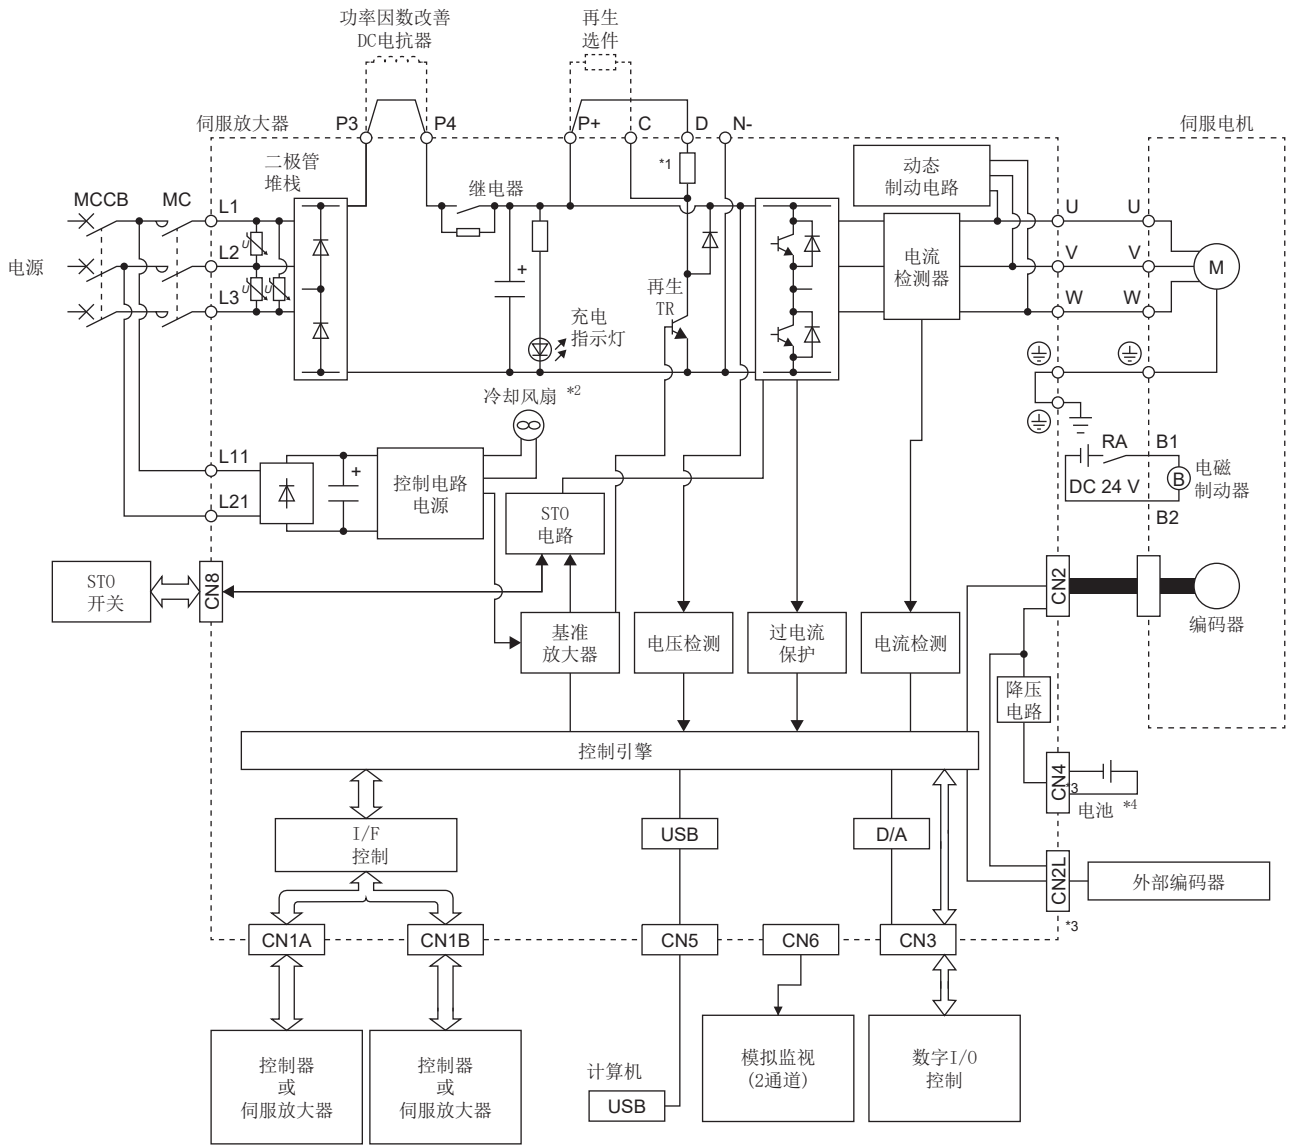 功率因数改善
DC电抗器
再生
选件
伺服放大器
P3
P4
P+
C
D
N-
伺服电机
二极管
堆栈
继电器
*1
动态
制动电路
MCCB
MC
L1
U
U
U
L2
电源
电流
检测器
V
V
M
U
U
L3
+
再生
TR
W
W
充电
指示灯
冷却风扇 *2
RA
B1
L11
+
控制电路
电源
DC 24 V
B
电磁
制动器
L21
STO
电路
B2
STO
开关
CN8
CN2
编码器
基准
放大器
电压检测
过电流
保护
电流检测
降压
电路
控制引擎
CN4
*3
电池 *4
I/F
控制
USB
D/A
CN2L
外部编码器
*3
CN1A
CN1B
CN5
CN6
CN3
控制器
或
伺服放大器
控制器
或
伺服放大器
计算机
USB
模拟监视
(2通道)
数字I/O
控制